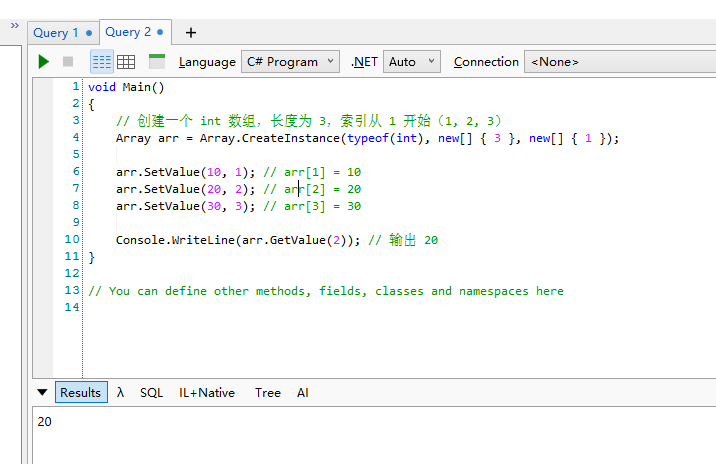 »
Query 1
Query 2
+
Language C# Program .NET Auto Connection <None>
1 void Main()
2 {
3 // 创建一个 int 数组，长度为 3，索引从 1 开始（1, 2, 3）
4 Array arr = Array.CreateInstance(typeof(int), new[] { 3 }, new[] { 1 });
5
6 arr.SetValue(10, 1); // arr[1] = 10
7 arr.SetValue(20, 2); // arr[2] = 20
8 arr.SetValue(30, 3); // arr[3] = 30
9
10 Console.WriteLine(arr.GetValue(2)); // 输出 20
11 }
12
13 // You can define other methods, fields, classes and namespaces here
14
Results λ SQL IL+Native Tree AI
20